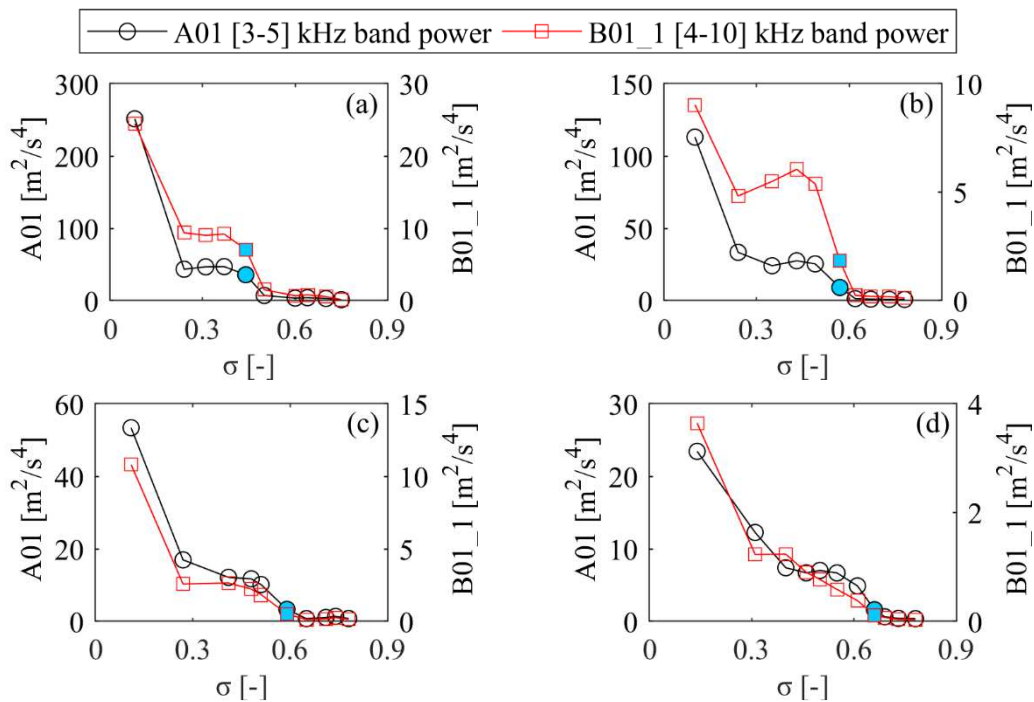 A01 [3-5] kHz band power B01_1 [4-10] kHz band power
(a)
A01 [m²/s⁴]
300
200
100
0
B01_1 [m²/s⁴]
30
20
10
0
0 0.3 0.6 0.9
σ [-]
(b)
A01 [m²/s⁴]
150
100
50
0
B01_1 [m²/s⁴]
10
5
0
0 0.3 0.6 0.9
σ [-]
(c)
A01 [m²/s⁴]
60
40
20
0
B01_1 [m²/s⁴]
15
10
5
0
0 0.3 0.6 0.9
σ [-]
(d)
A01 [m²/s⁴]
30
20
10
0
B01_1 [m²/s⁴]
4
2
0
0 0.3 0.6 0.9
σ [-]